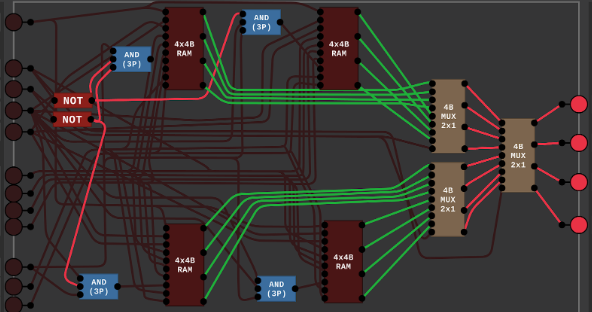 AND
(3P)
4x4B
RAM
AND
(3P)
4x4B
RAM
NOT
NOT
4B
MUX
2x1
4B
MUX
2x1
4B
MUX
2x1
AND
(3P)
4x4B
RAM
AND
(3P)
4x4B
RAM